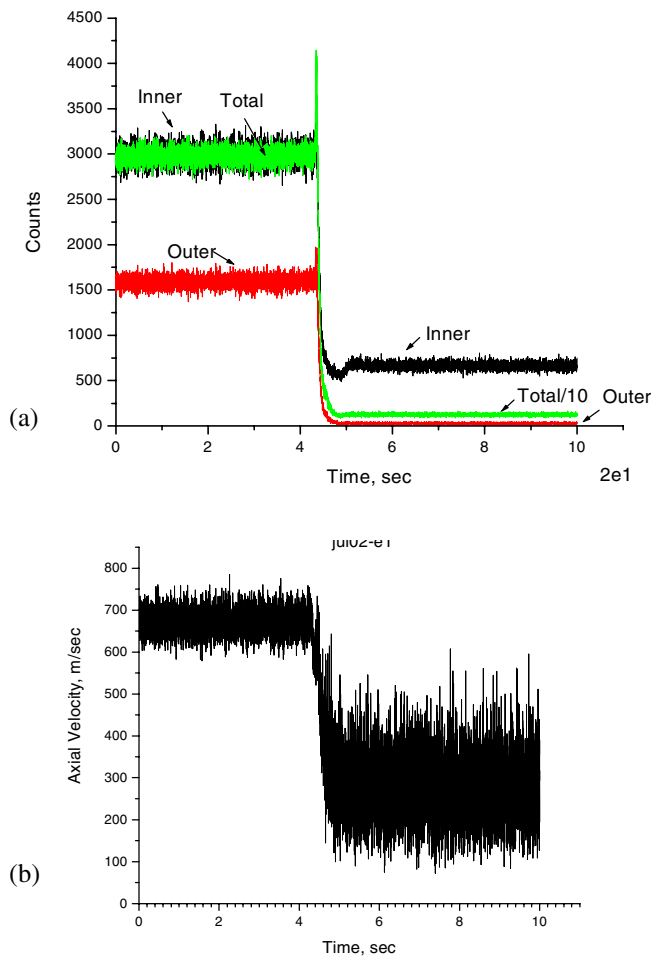 4500
4000
3500
3000
2500
2000
1500
1000
500
0
Counts
Inner
Total
Outer
Inner
Total/10
Outer
(a)
0 2 4 6 8 10
Time, sec
2e1
jul02-e1
800
700
600
500
400
300
200
100
0
Axial Velocity, m/sec
(b)
0 2 4 6 8 10
Time, sec